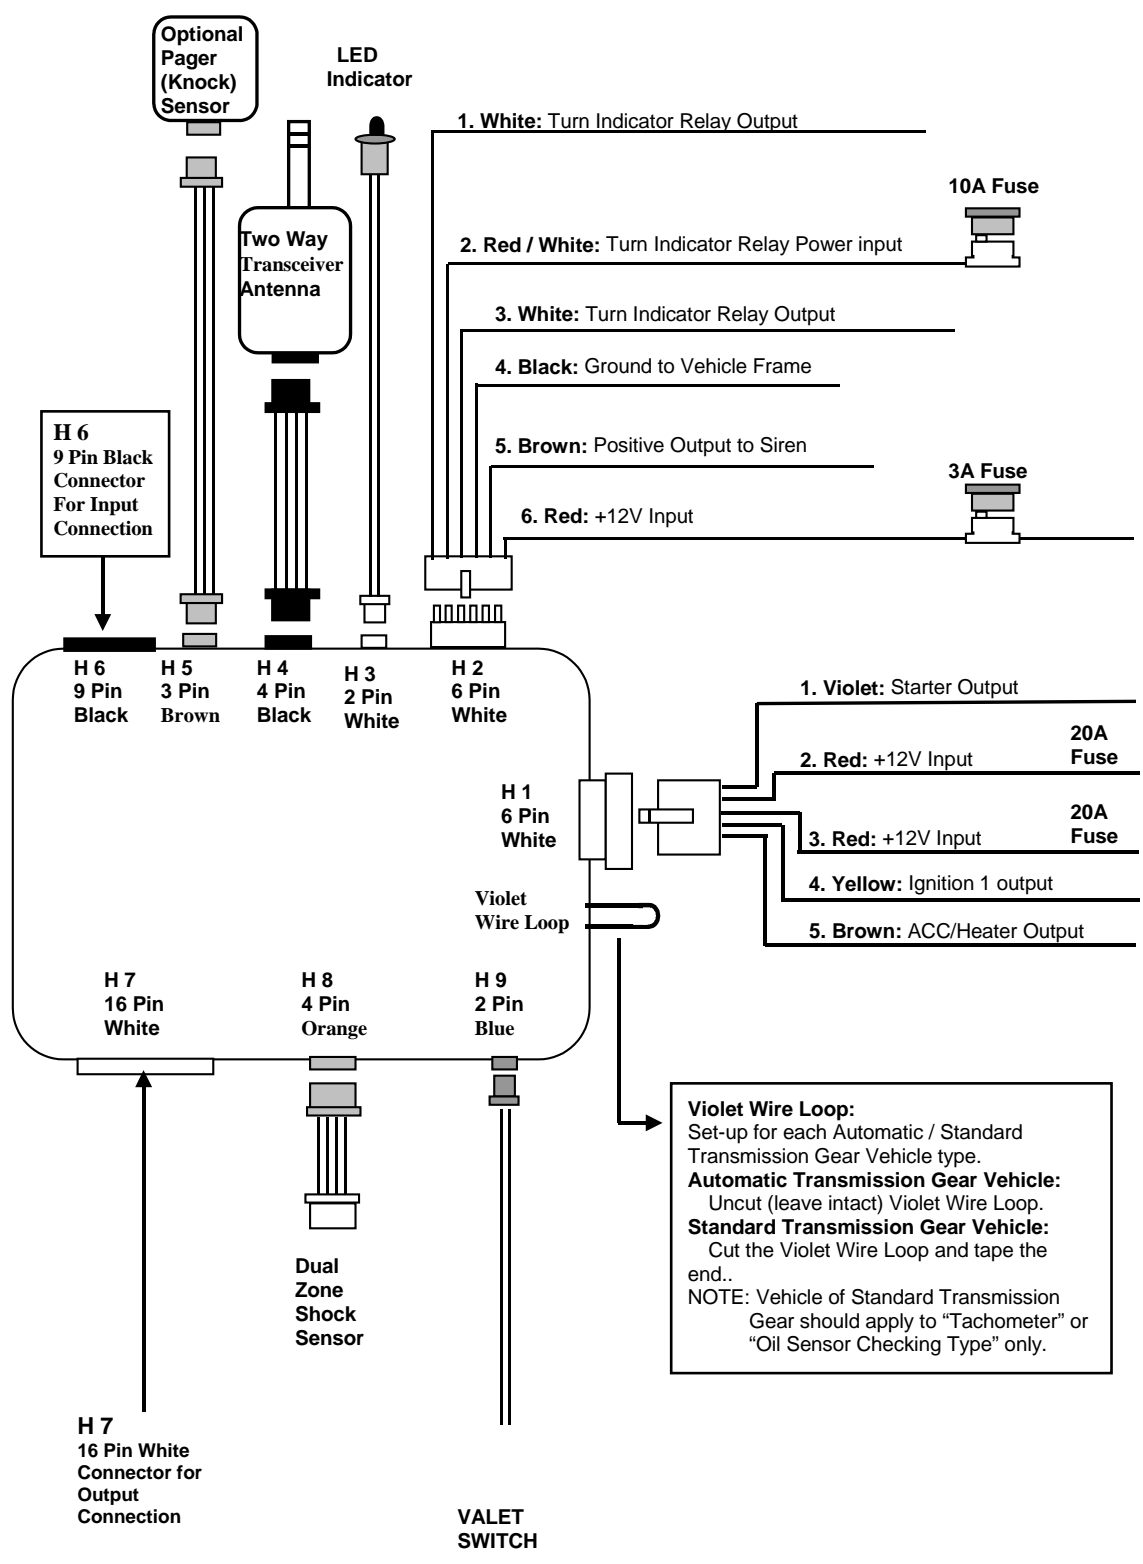 Optional
Pager
(Knock)
Sensor
LED
Indicator
1. White: Turn Indicator Relay Output
10A Fuse
Two Way
Transceiver
Antenna
2. Red / White: Turn Indicator Relay Power input
3. White: Turn Indicator Relay Output
4. Black: Ground to Vehicle Frame
H 6
9 Pin Black
Connector
For Input
Connection
5. Brown: Positive Output to Siren
3A Fuse
6. Red: +12V Input
H 6
9 Pin
Black
H 5
3 Pin
Brown
H 4
4 Pin
Black
H 3
2 Pin
White
H 2
6 Pin
White
1. Violet: Starter Output
20A
Fuse
2. Red: +12V Input
H 1
6 Pin
White
20A
Fuse
3. Red: +12V Input
4. Yellow: Ignition 1 output
5. Brown: ACC/Heater Output
Violet
Wire Loop
H 7
16 Pin
White
H 8
4 Pin
Orange
H 9
2 Pin
Blue
Violet Wire Loop:
Set-up for each Automatic / Standard
Transmission Gear Vehicle type.
Automatic Transmission Gear Vehicle:
Uncut (leave intact) Violet Wire Loop.
Standard Transmission Gear Vehicle:
Cut the Violet Wire Loop and tape the
end..
NOTE: Vehicle of Standard Transmission
Gear should apply to “Tachometer” or
“Oil Sensor Checking Type” only.
Dual
Zone
Shock
Sensor
H 7
16 Pin White
Connector for
Output
Connection
VALET
SWITCH